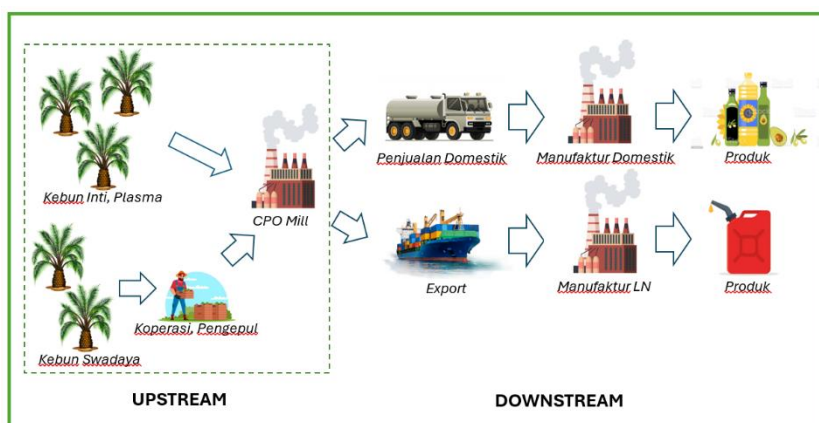 Kebun Inti, Plasma
CPO Mill
Kebun Swadaya
Koperasi, Pengepul
UPSTREAM
Penjualan Domestik
Manufaktur Domestik
Produk
Export
Manufaktur LN
Produk
DOWNSTREAM